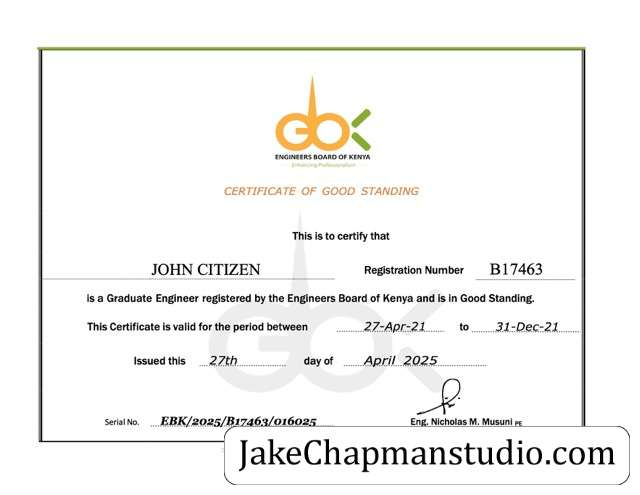 ebk
ENGINEERS BOARD OF KENYA
Enhancing Professionalism
CERTIFICATE OF GOOD STANDING
This is to certify that
JOHN CITIZEN Registration Number B17463
is a Graduate Engineer registered by the Engineers Board of Kenya and is in Good Standing.
This Certificate is valid for the period between 27-Apr-21 to 31-Dec-21
Issued this 27th day of April 2025
Serial No. EBK/2025/B17463/016025 Eng. Nicholas M. Musuni PE
JakeChapmanstudio.com